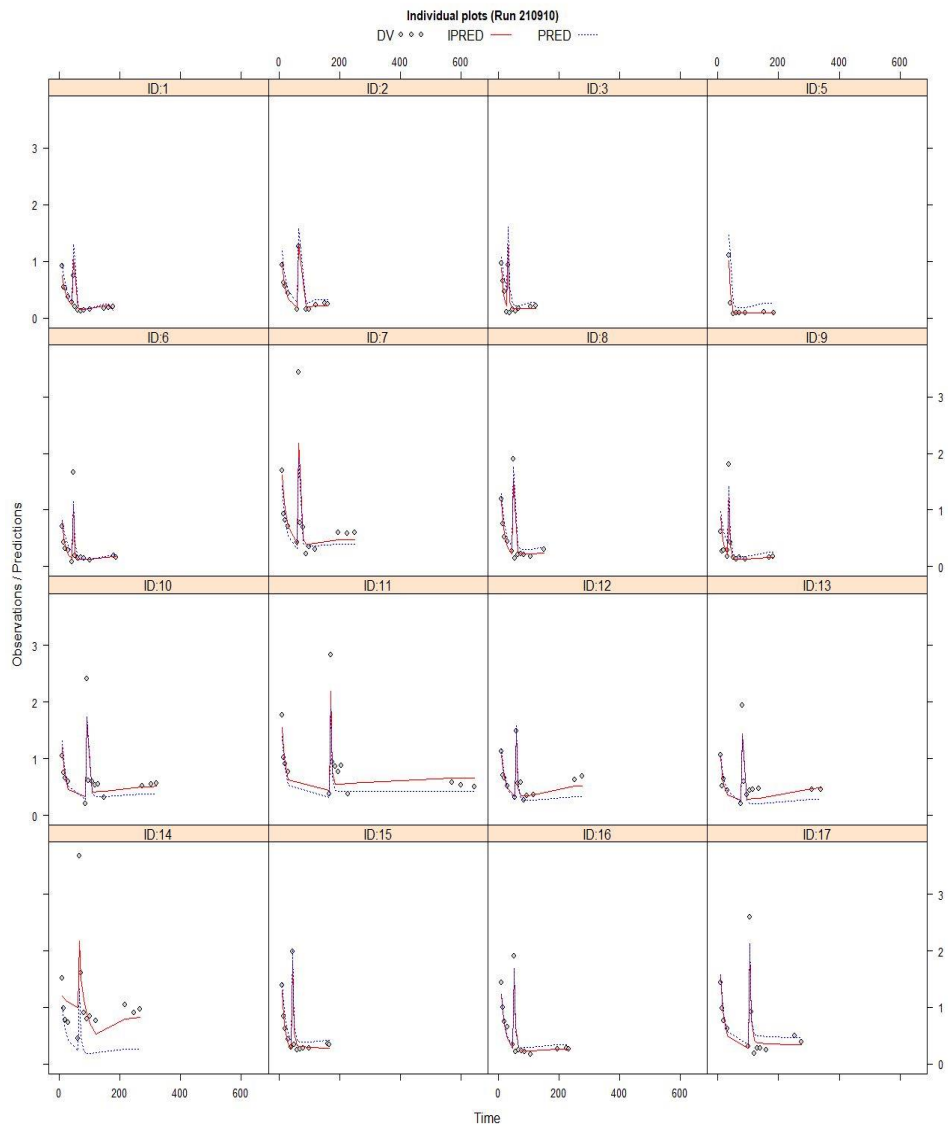 Individual plots (Run 210910)
DV IPRED PRED
0 200 400 600 0 200 400 600
ID:1 ID:2 ID:3 ID:5
3
2
1
0
ID:6 ID:7 ID:8 ID:9
3
2
1
0
ID:10 ID:11 ID:12 ID:13
3
2
1
0
ID:14 ID:15 ID:16 ID:17
3
2
1
0
0 200 400 600 0 200 400 600
Observations / Predictions
Time